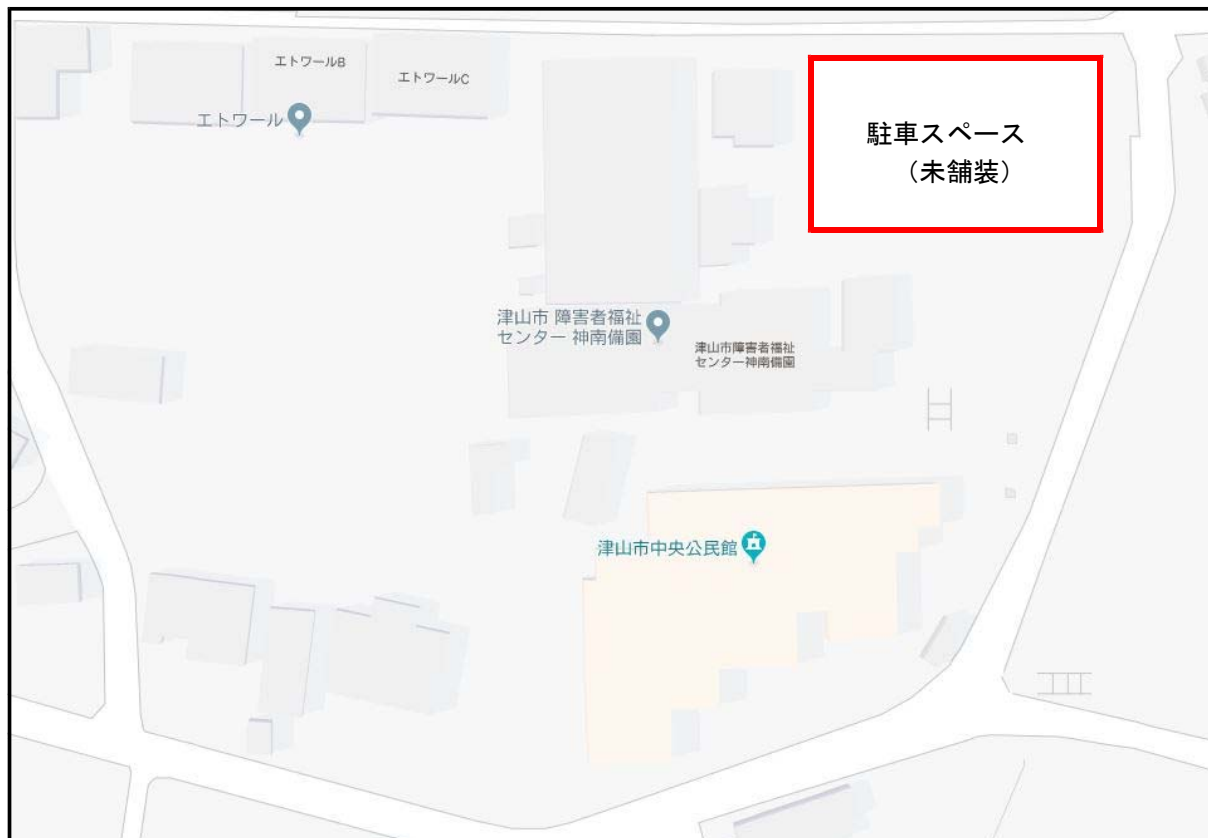 エトワールB
エトワールC
エトワール
駐車スペース
（未舗装）
津山市 障害者福祉
センター 神南備園
津山市障害者福祉
センター神南備園
津山市中央公民館